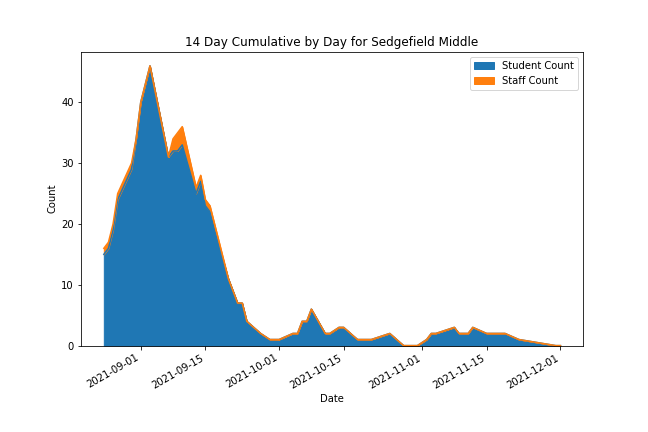 14 Day Cumulative by Day for Sedgefield Middle
Student Count
Staff Count
Count
40
30
20
10
0
2021-09-01
2021-09-15
2021-10-01
2021-10-15
2021-11-01
2021-11-15
2021-12-01
Date